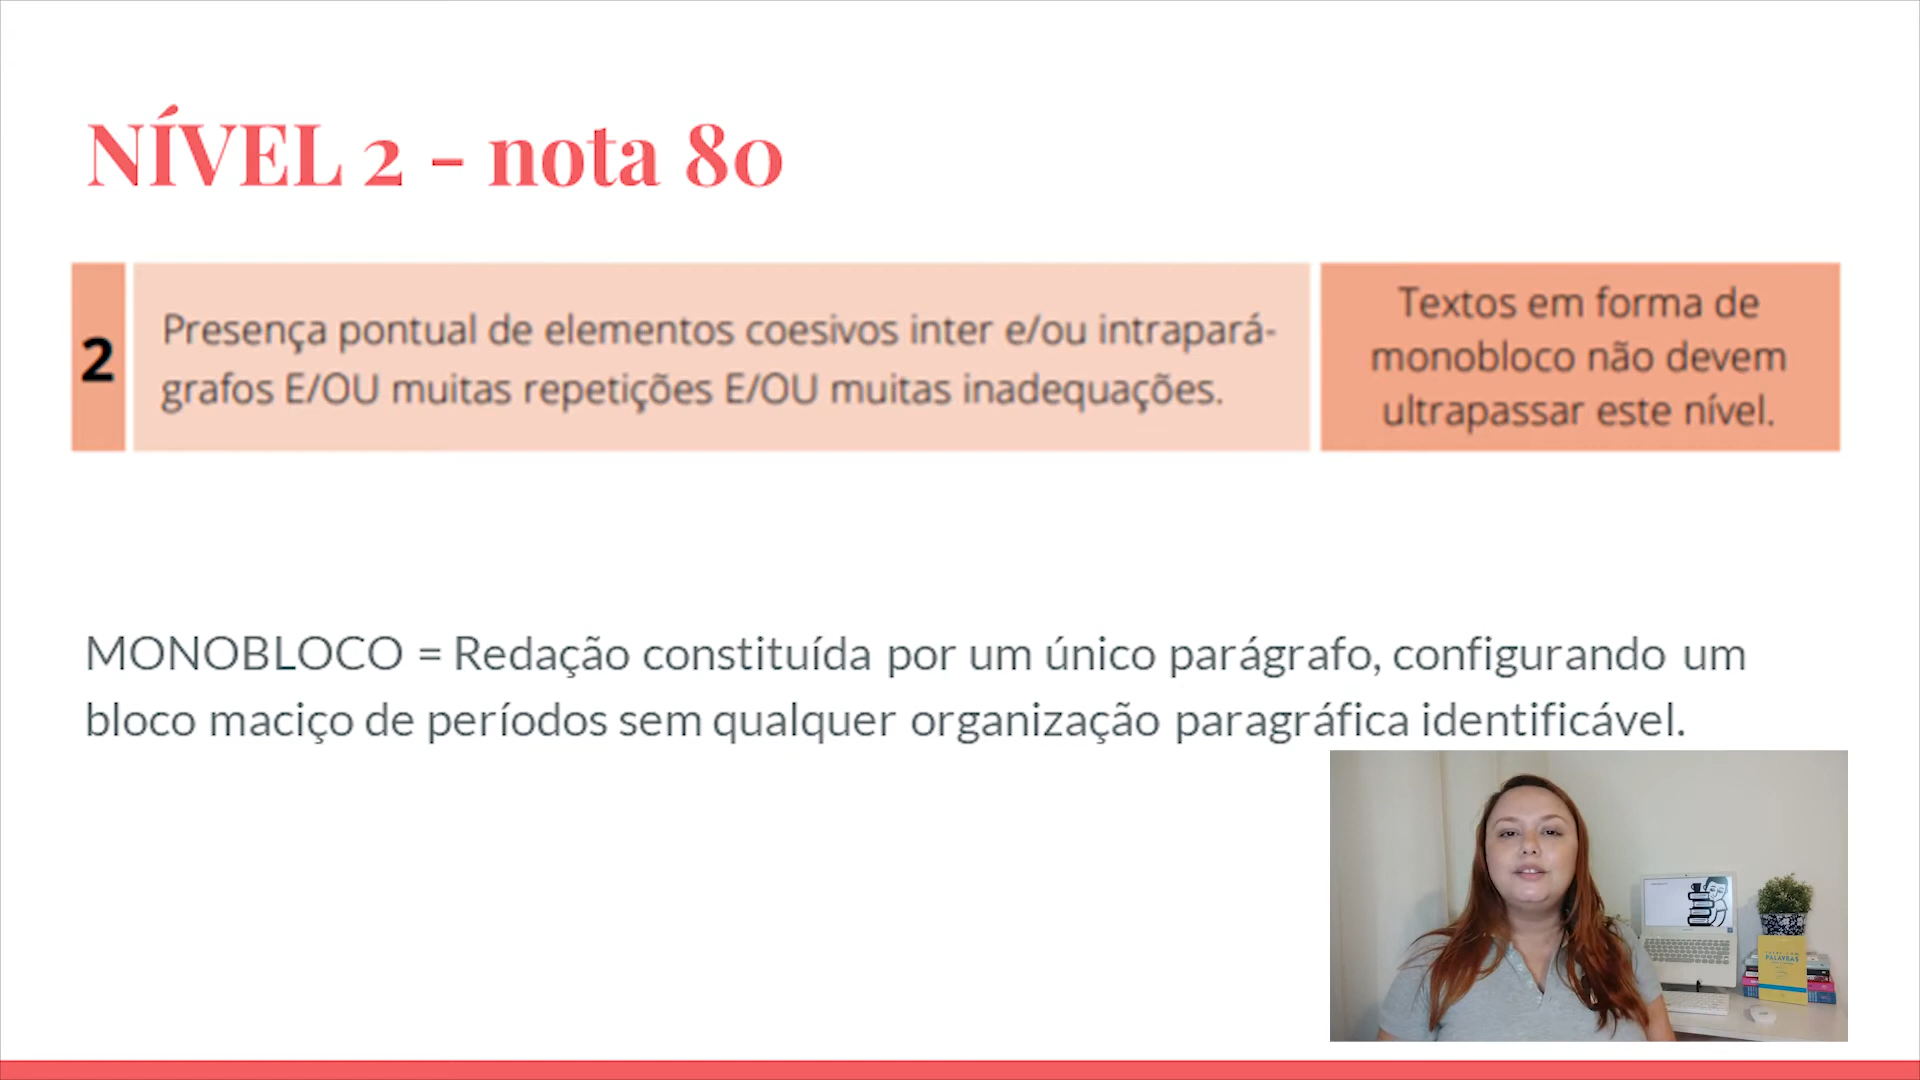 NÍVEL 2 - nota 80
2
Presença pontual de elementos coesivos inter e/ou intrapará-
grafos E/OU muitas repetições E/OU muitas inadequações.
Textos em forma de
monobloco não devem
ultrapassar este nível.
MONOBLOCO = Redação constituída por um único parágrafo, configurando um
bloco maciço de períodos sem qualquer organização paragráfica identificável.
PALAVRAS